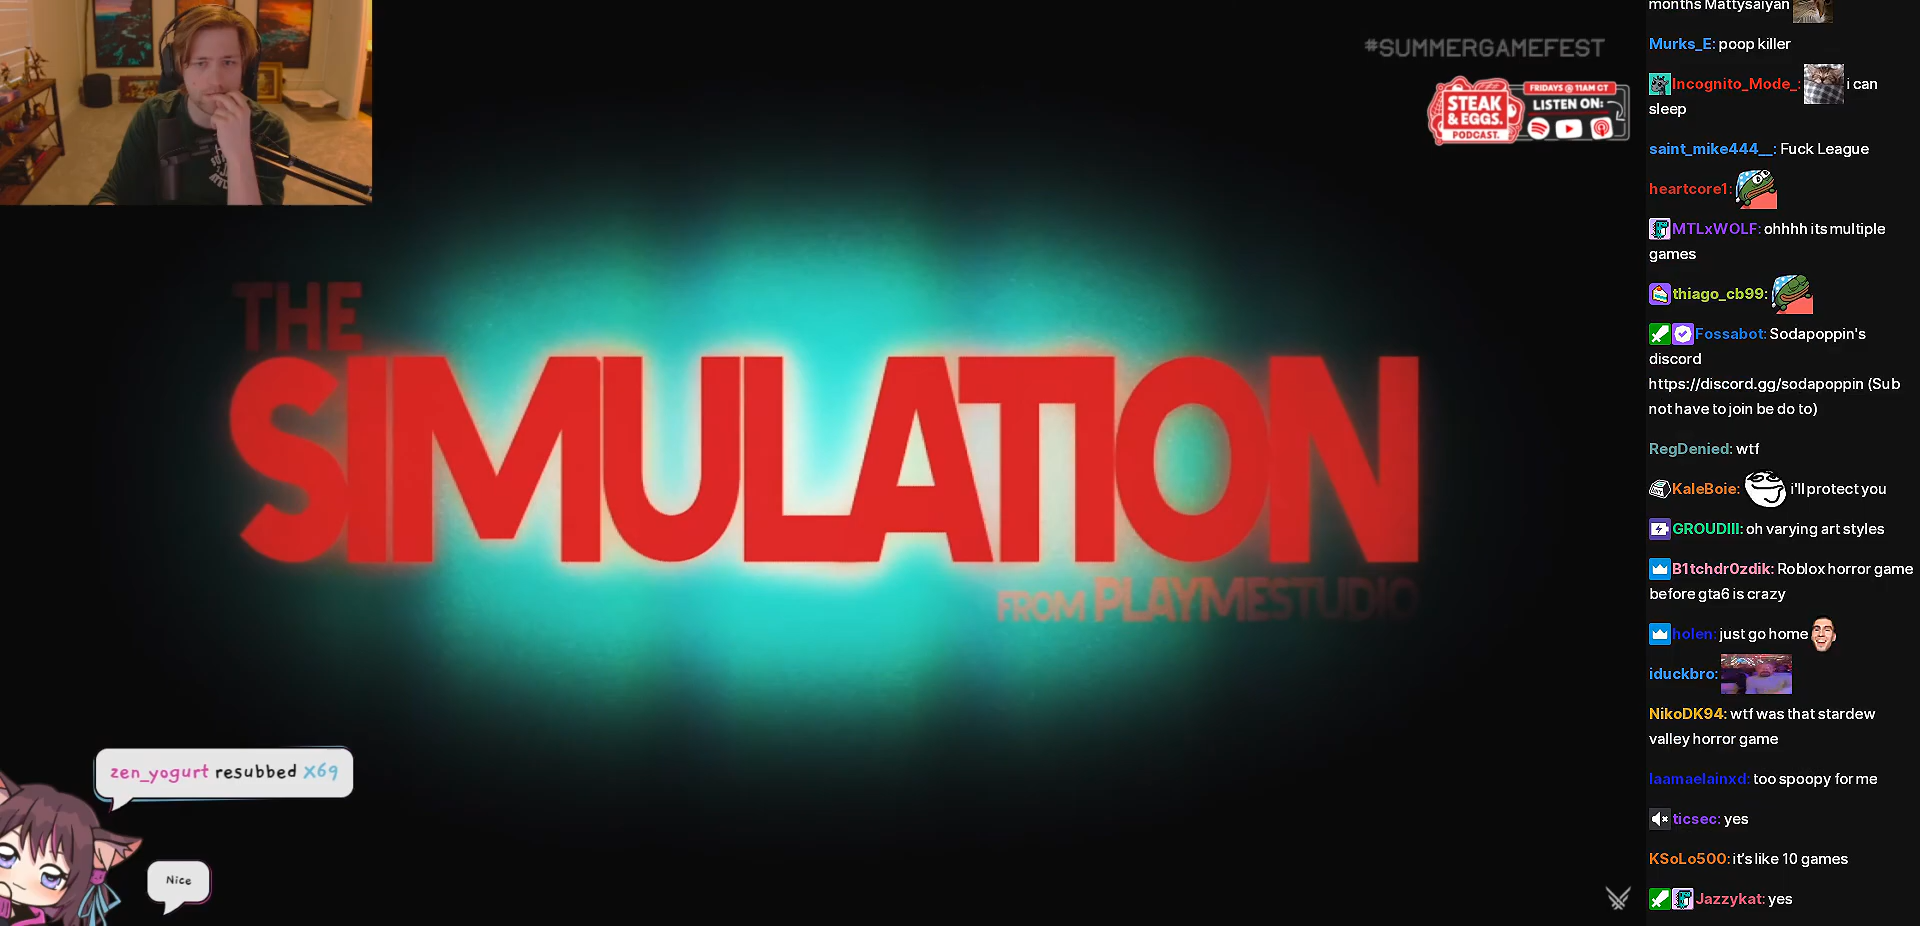 #SUMMERGAMEFEST
STEAK
& EGGS.
PODCAST.
FRIDAYS @ 11AM CT
LISTEN ON:
THE
SIMULATION
FROM PLAYMESTUDIO
zen_yogurt resubbed X69
Nice
months Mattysaiyan
Murks_E: poop killer
Incognito_Mode_: i can
sleep
saint_mike444__: Fuck League
heartcore1:
MTLxWOLF: ohhhh its multiple
games
thiago_cb99:
Fossabot: Sodapoppin's
discord
https://discord.gg/sodapoppin (Sub
not have to join be do to)
RegDenied: wtf
KaleBoie: i'll protect you
GROUDIII: oh varying art styles
B1tchdr0zdik: Roblox horror game
before gta6 is crazy
holen: just go home
iduckbro:
NikoDK94: wtf was that stardew
valley horror game
laamaelainxd: too spoopy for me
ticsec: yes
KSoLo500: it's like 10 games
Jazzykat: yes